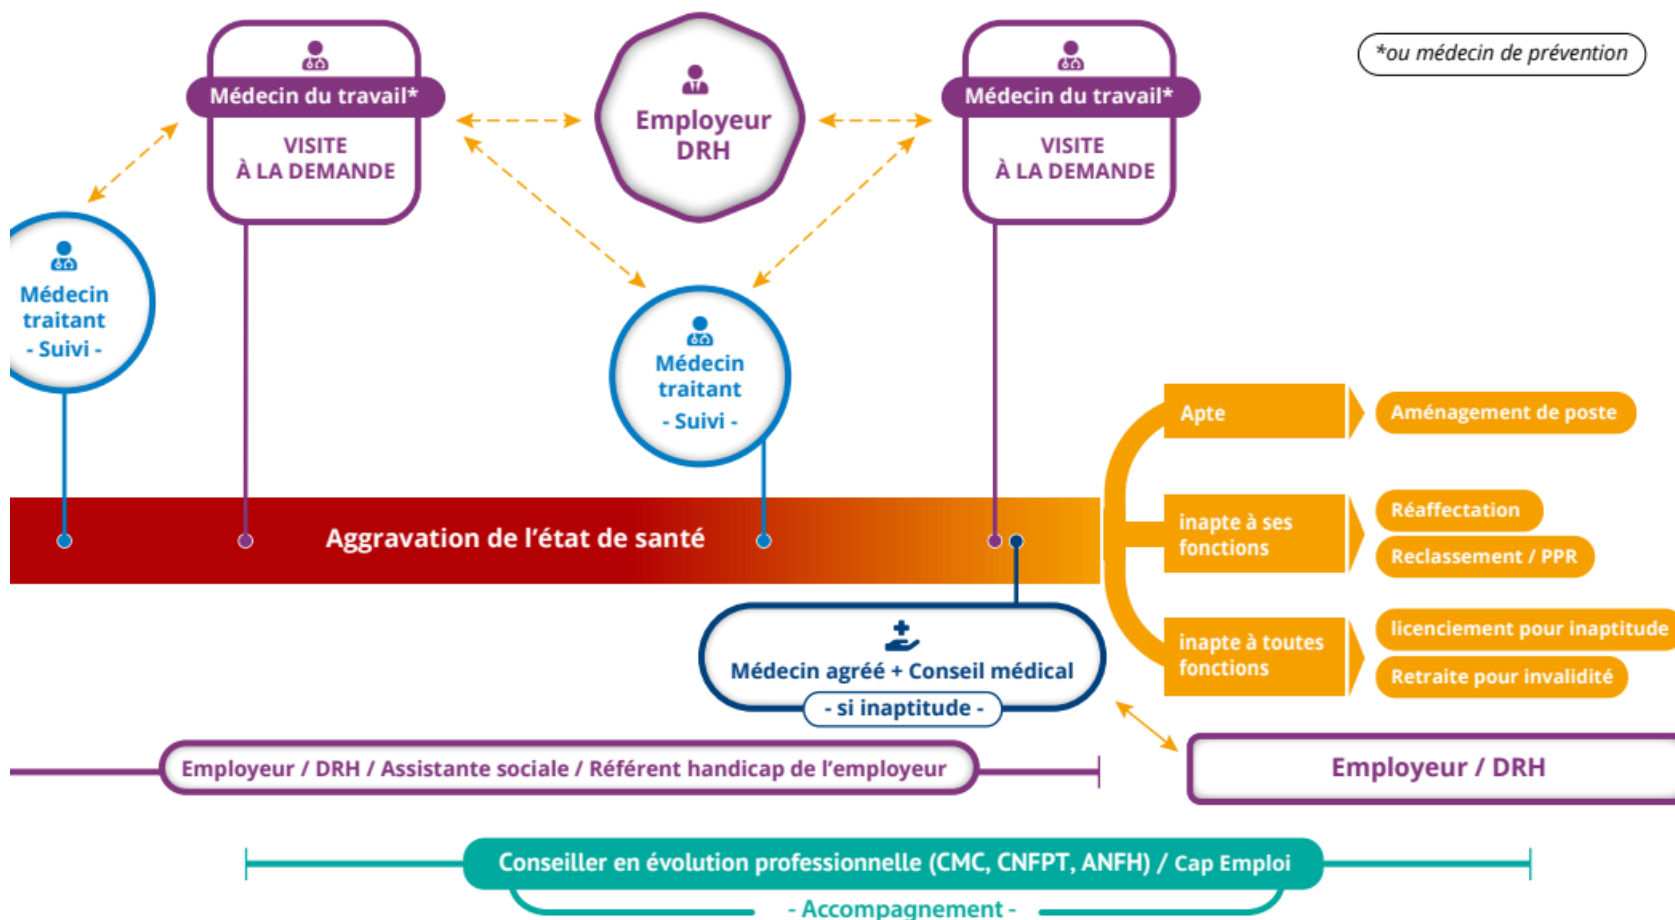 *ou médecin de prévention
Médecin du travail*
VISITE
À LA DEMANDE
Employeur
DRH
Médecin du travail*
VISITE
À LA DEMANDE
Médecin
traitant
- Suivi -
Médecin
traitant
- Suivi -
Aggravation de l’état de santé
Apte
Aménagement de poste
inapte à ses
fonctions
Réaffectation
Reclassement / PPR
inapte à toutes
fonctions
licenciement pour inaptitude
Retraite pour invalidité
Médecin agréé + Conseil médical
- si inaptitude -
Employeur / DRH / Assistante sociale / Référent handicap de l’employeur
Employeur / DRH
Conseiller en évolution professionnelle (CMC, CNFPT, ANFH) / Cap Emploi
- Accompagnement -